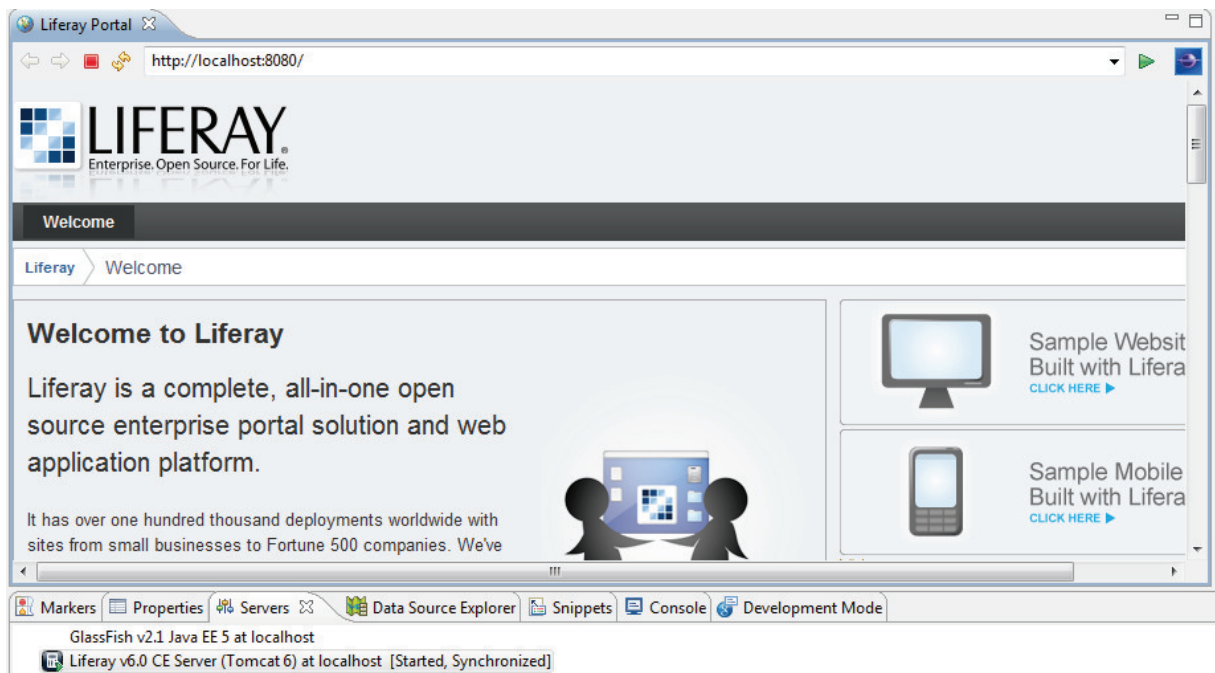 Liferay Portal
http://localhost:8080/
LIFERAY.
Enterprise. Open Source. For Life.
Welcome
Liferay Welcome
Welcome to Liferay
Liferay is a complete, all-in-one open
source enterprise portal solution and web
application platform.
It has over one hundred thousand deployments worldwide with
sites from small businesses to Fortune 500 companies. We've
Sample Websit
Built with Lifera
CLICK HERE
Sample Mobile
Built with Lifera
CLICK HERE
Markers Properties Servers Data Source Explorer Snippets Console Development Mode
GlassFish v2.1 Java EE 5 at localhost
Liferay v6.0 CE Server (Tomcat 6) at localhost [Started, Synchronized]